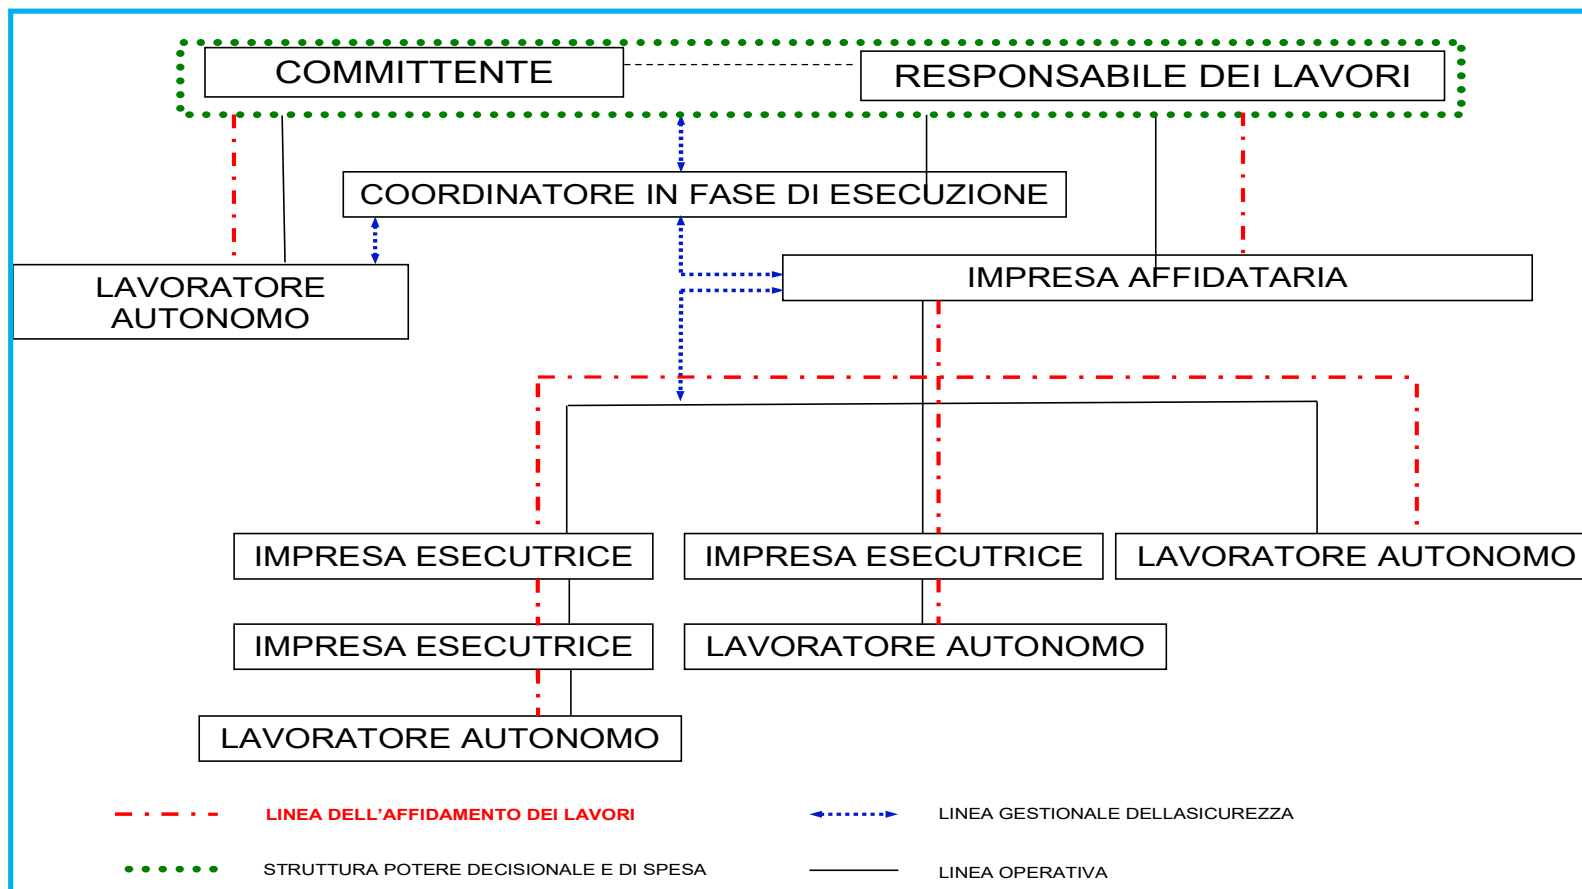 COMMITTENTE
RESPONSABILE DEI LAVORI
COORDINATORE IN FASE DI ESECUZIONE
LAVORATORE
AUTONOMO
IMPRESA AFFIDATARIA
IMPRESA ESECUTRICE
IMPRESA ESECUTRICE
LAVORATORE AUTONOMO
IMPRESA ESECUTRICE
LAVORATORE AUTONOMO
LAVORATORE AUTONOMO
LINEA DELL'AFFIDAMENTO DEI LAVORI
LINEA GESTIONALE DELLASICUREZZA
STRUTTURA POTERE DECISIONALE E DI SPESA
LINEA OPERATIVA